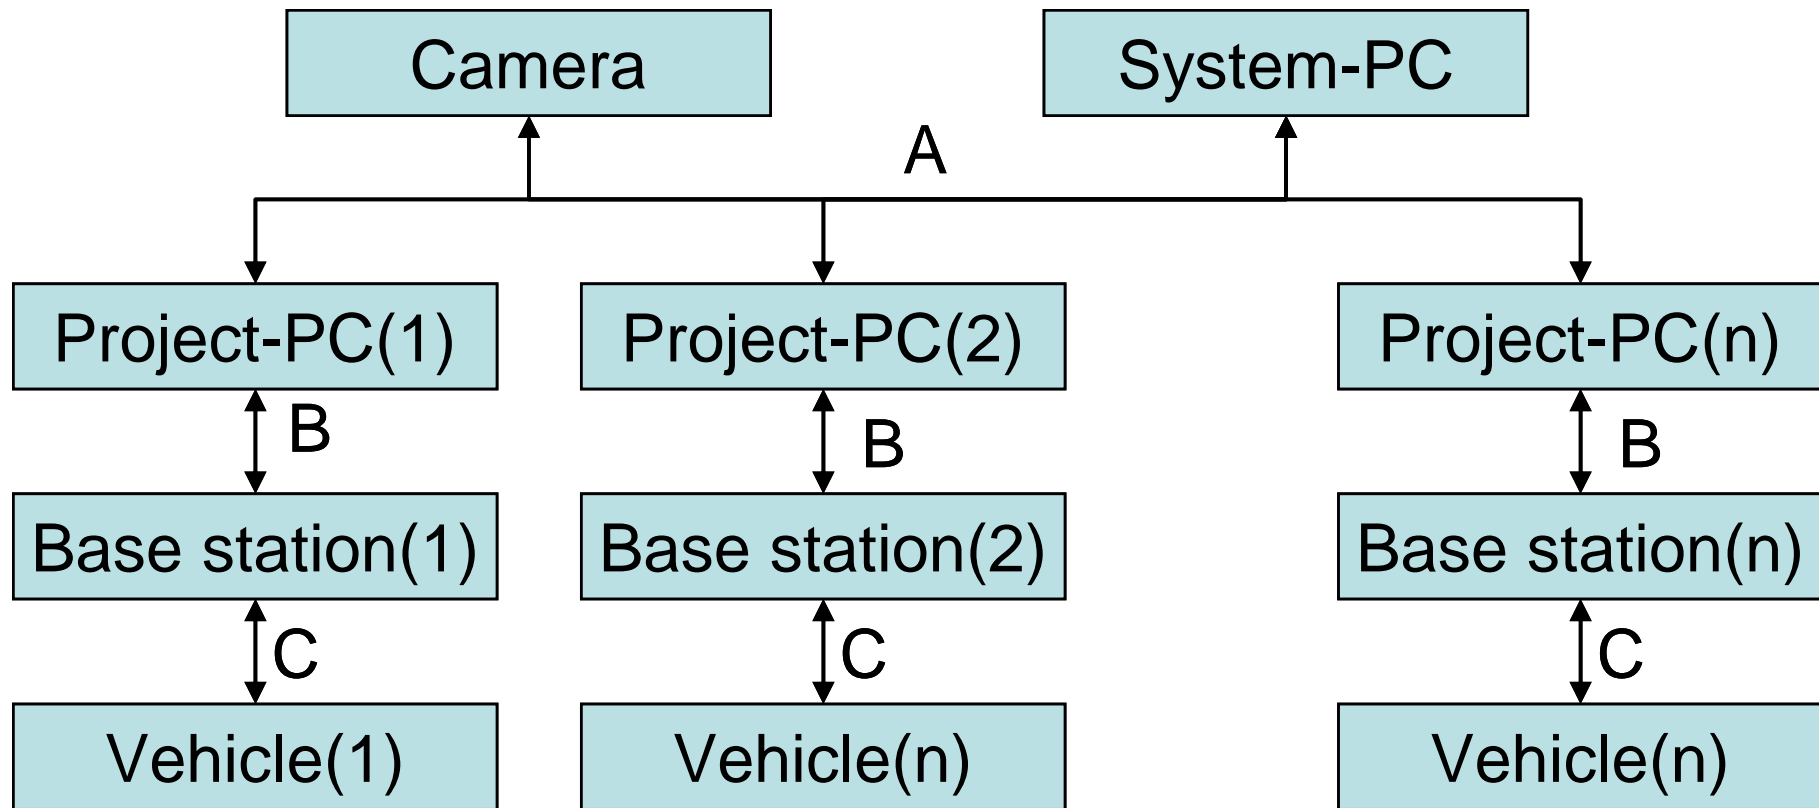 Camera
System-PC
A
Project-PC(1)
Project-PC(2)
Project-PC(n)
B
B
B
Base station(1)
Base station(2)
Base station(n)
C
C
C
Vehicle(1)
Vehicle(n)
Vehicle(n)